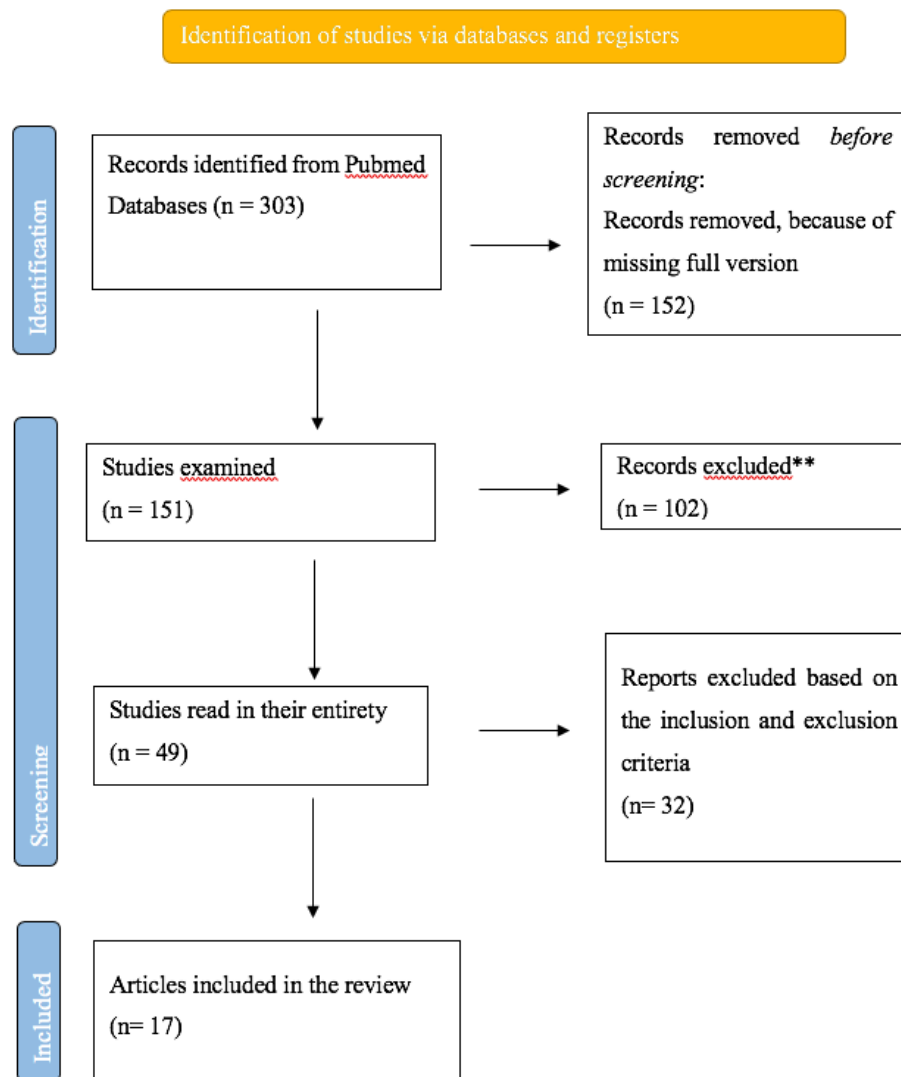 Identification of studies via databases and registers
Identification
Records identified from Pubmed
Databases (n = 303)
Records removed before
screening:
Records removed, because of
missing full version
(n = 152)
Screening
Studies examined
(n = 151)
Records excluded**
(n = 102)
Studies read in their entirety
(n = 49)
Reports excluded based on
the inclusion and exclusion
criteria
(n= 32)
Included
Articles included in the review
(n= 17)